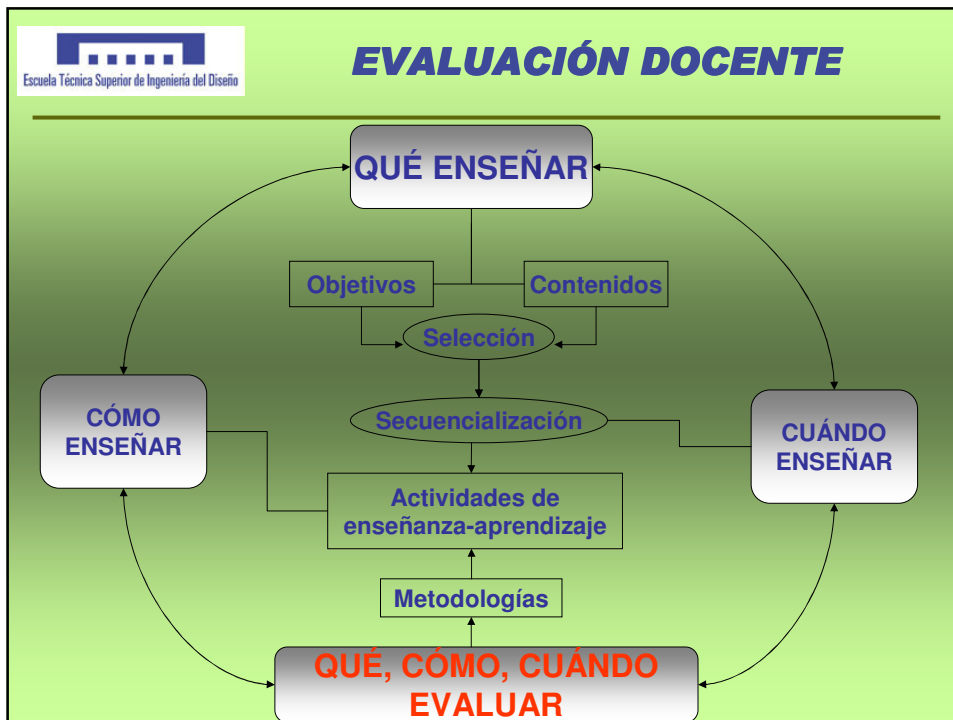 Escuela Técnica Superior de Ingeniería del Diseño
EVALUACIÓN DOCENTE
QUÉ ENSEÑAR
Objetivos
Contenidos
Selección
CÓMO
ENSEÑAR
Secuencialización
CUÁNDO
ENSEÑAR
Actividades de
enseñanza-aprendizaje
Metodologías
QUÉ, CÓMO, CUÁNDO
EVALUAR